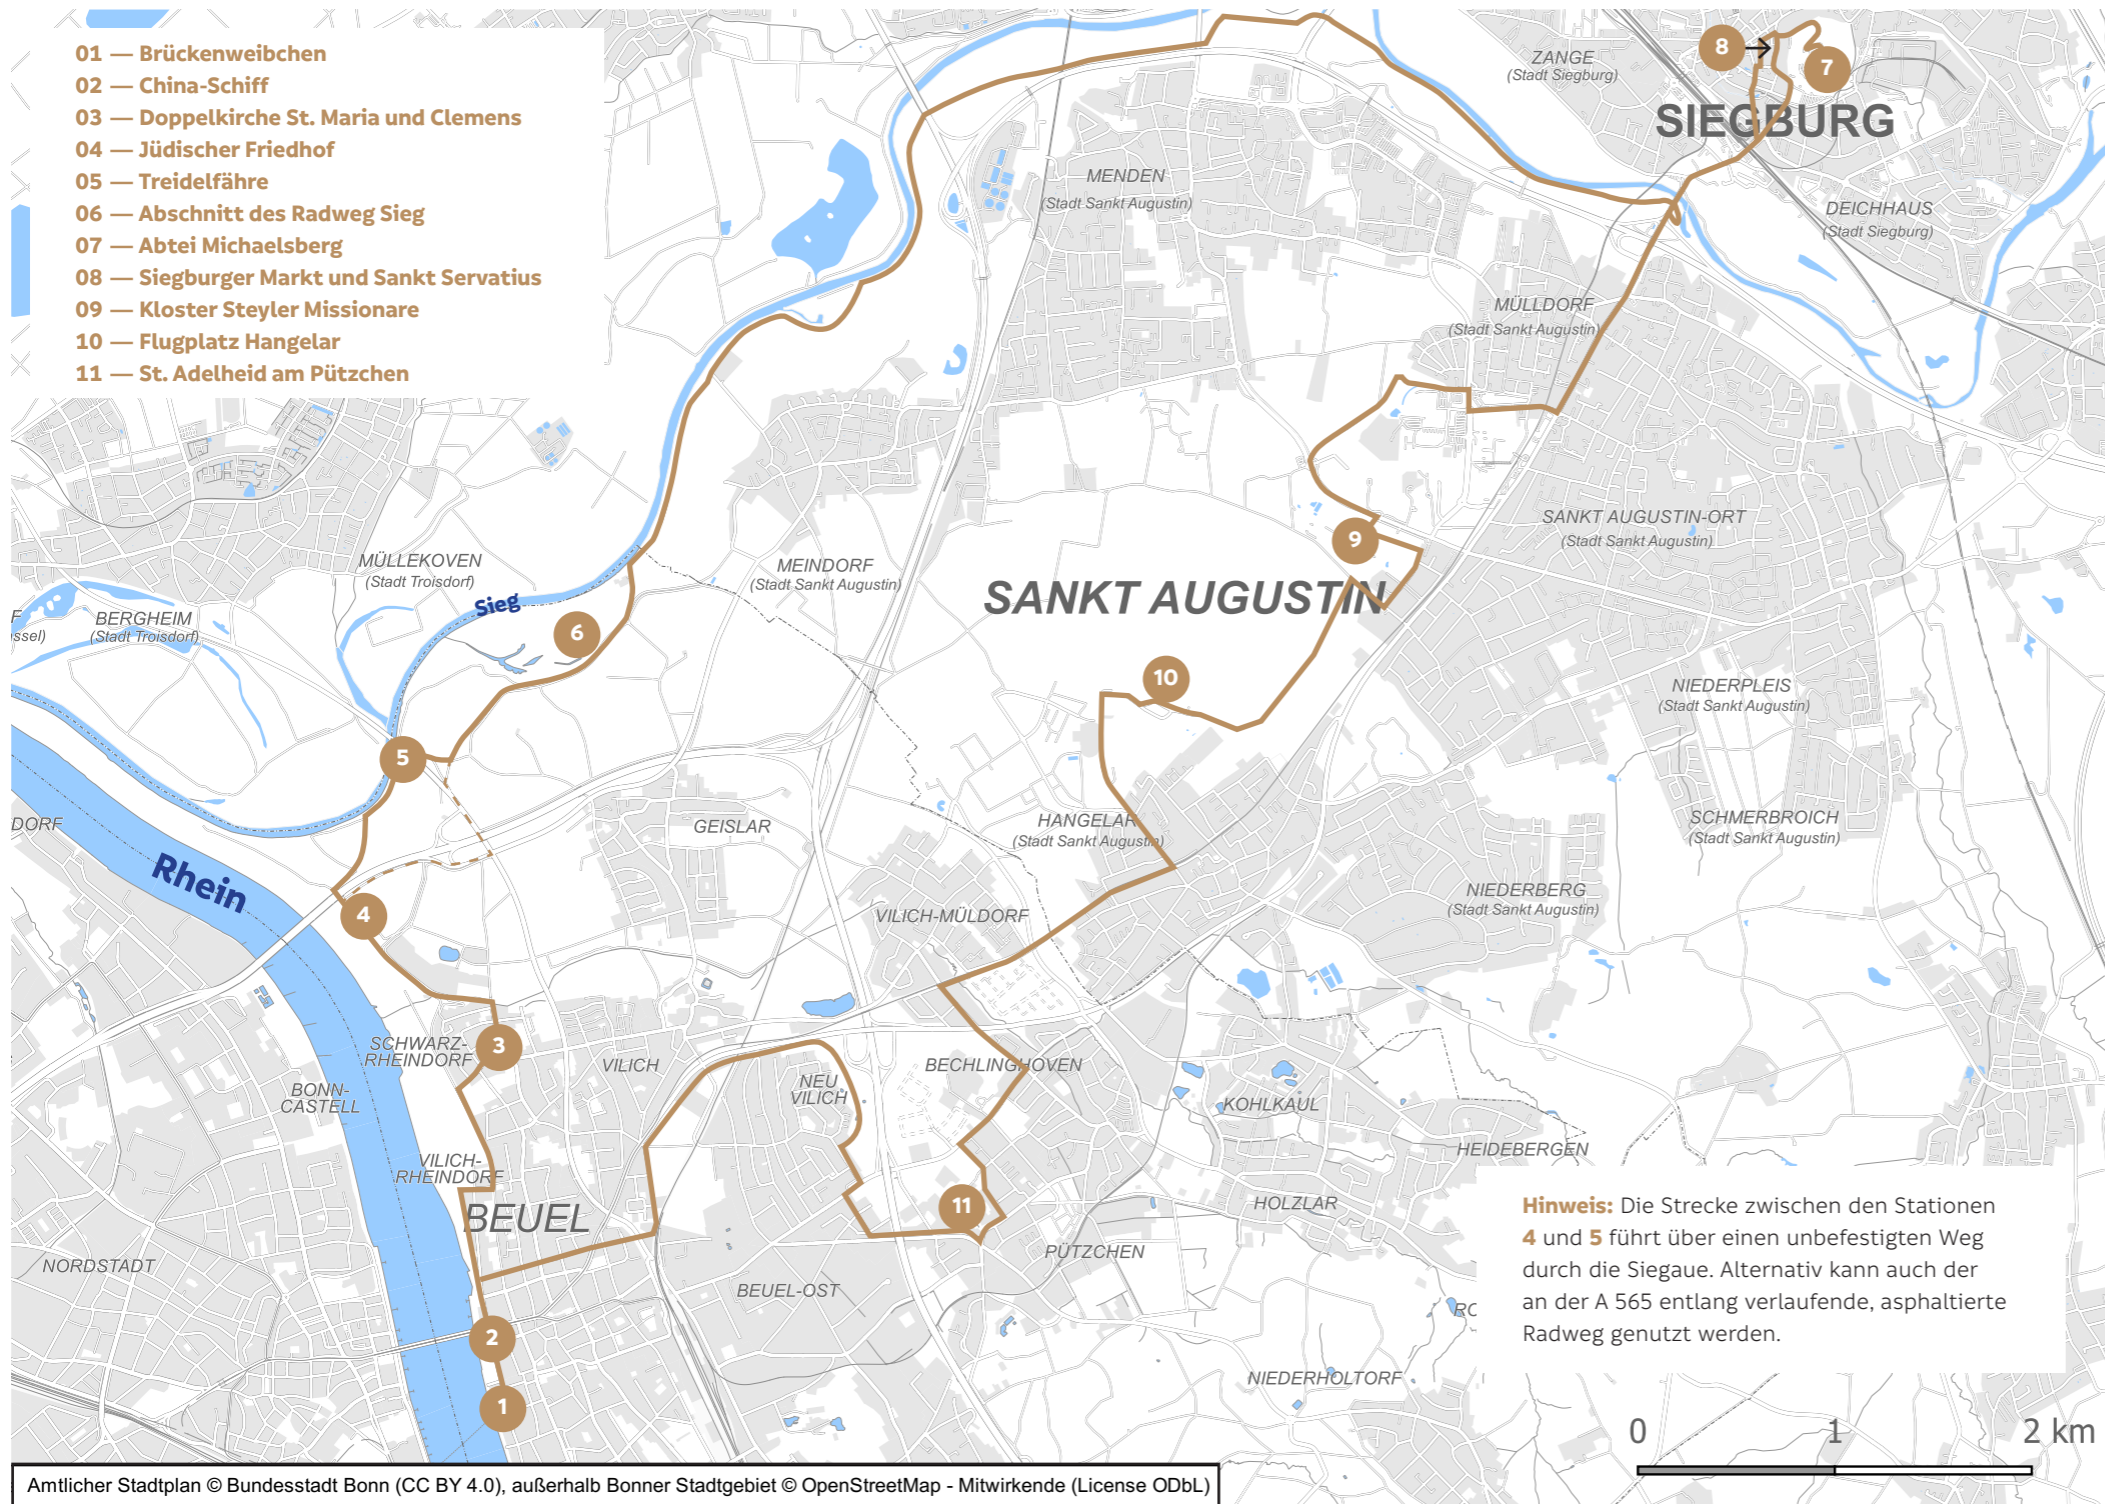 01 — Brückenweibchen
02 — China-Schiff
03 — Doppelkirche St. Maria und Clemens
04 — Jüdischer Friedhof
05 — Treidelfähre
06 — Abschnitt des Radweg Sieg
07 — Abtei Michaelsberg
08 — Siegburger Markt und Sankt Servatius
09 — Kloster Steyler Missionare
10 — Flugplatz Hangelar
11 — St. Adelheid am Pützchen
8
7
ZANGE
(Stadt Siegburg)
SIEGBURG
MENDEN
(Stadt Sankt Augustin)
DEICHHAUS
(Stadt Siegburg)
MÜLLDORF
(Stadt Sankt Augustin)
SANKT AUGUSTIN-ORT
(Stadt Sankt Augustin)
9
MÜLLEKOVEN
(Stadt Troisdorf)
MEINDORF
(Stadt Sankt Augustin)
SANKT AUGUSTIN
Sieg
F
ssel)
BERGHEIM
(Stadt Troisdorf)
6
10
NIEDERPLEIS
(Stadt Sankt Augustin)
5
DORF
GEISLAR
HANGELAR
(Stadt Sankt Augustin)
SCHMERBROICH
(Stadt Sankt Augustin)
Rhein
4
VILICH-MÜLDORF
NIEDERBERG
(Stadt Sankt Augustin)
SCHWARZ-
RHEINDORF
3
VILICH
BECHLINGHOVEN
NEU
VILICH
BONN-
CASTELL
KOHLKAUL
HEIDEBERGEN
VILICH-
RHEINDORF
BEUEL
11
HOLZLAR
PÜTZCHEN
NORDSTADT
BEUEL-OST
RO
2
NIEDERHOLTORF
1
Hinweis: Die Strecke zwischen den Stationen
4 und 5 führt über einen unbefestigten Weg
durch die Siegaue. Alternativ kann auch der
an der A 565 entlang verlaufende, asphaltierte
Radweg genutzt werden.
0 1 2 km
Amtlicher Stadtplan © Bundesstadt Bonn (CC BY 4.0), außerhalb Bonner Stadtgebiet © OpenStreetMap - Mitwirkende (License ODbL)